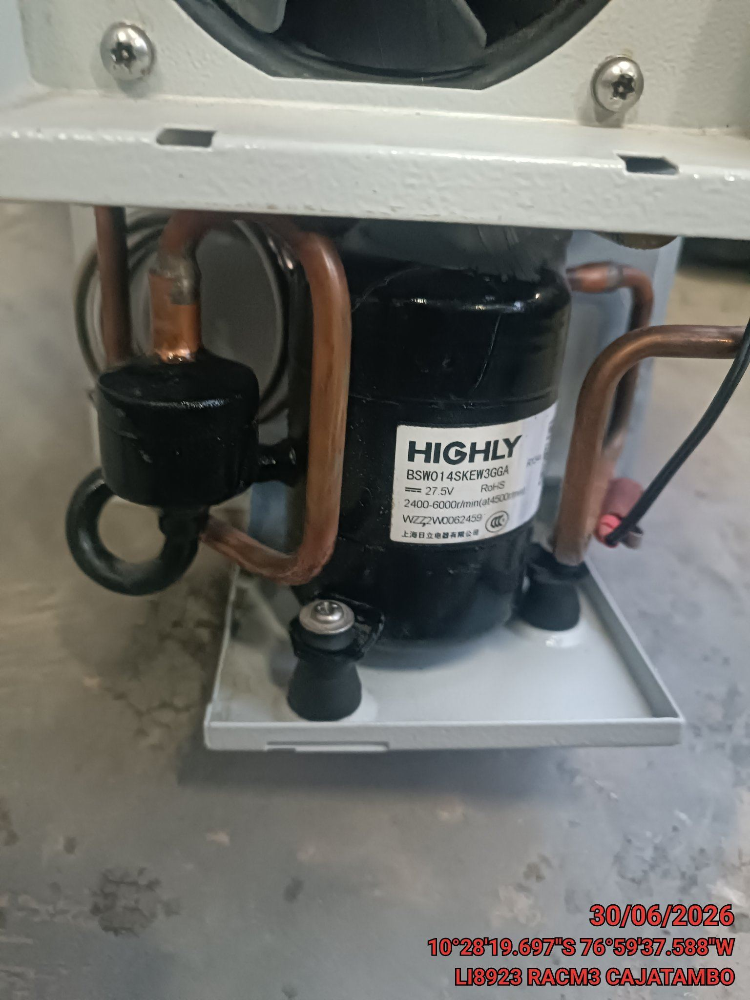 HIGHLY
BSW014SKEW3GGA
27.5V RoHS
2400-6000r/min(at4500r/min)
WZZ2W0062459
上海日立电器有限公司
30/06/2026
10°28'19.697"S 76°59'37.588"W
LI8923 RACM3 CAJATAMBO